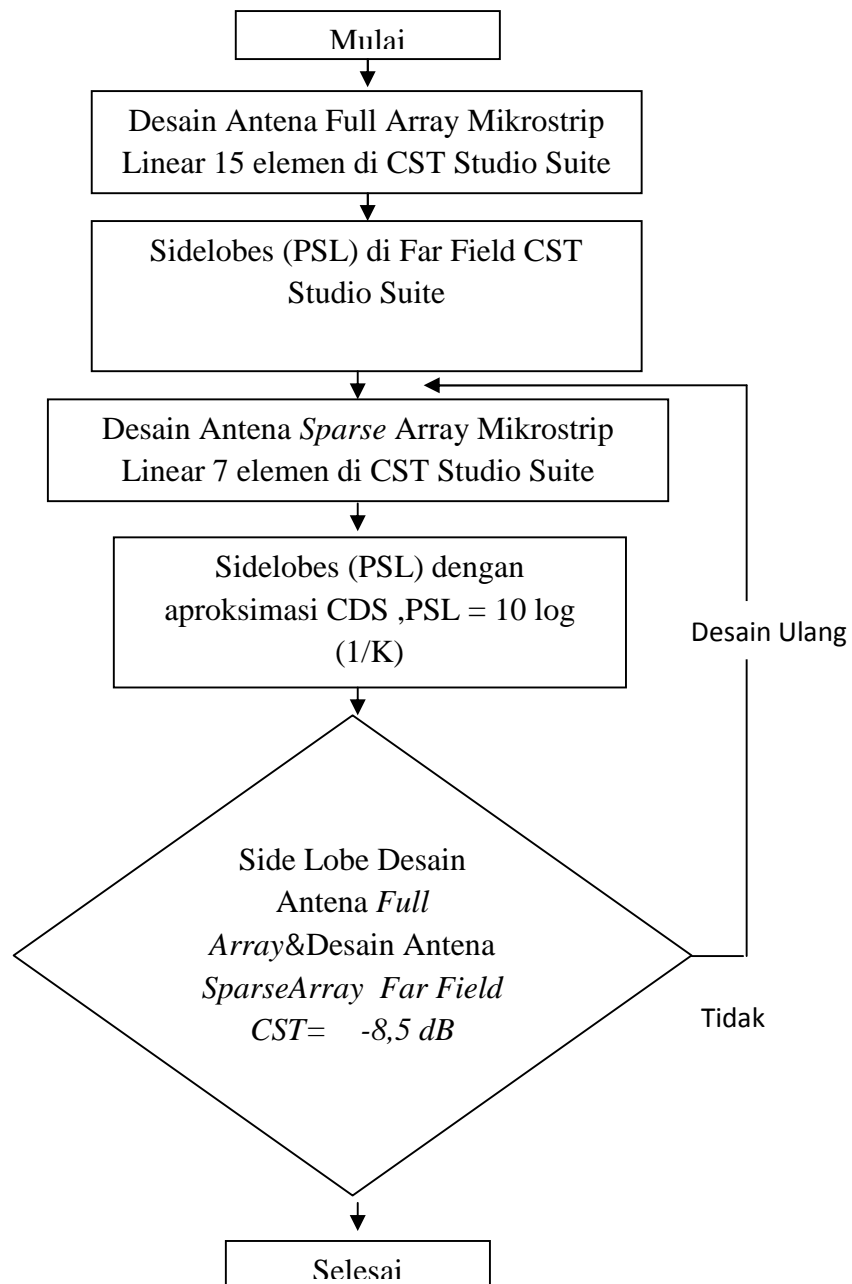 Mulai
Desain Antena Full Array Mikrostrip
Linear 15 elemen di CST Studio Suite
Sidelobes (PSL) di Far Field CST
Studio Suite
Desain Antena Sparse Array Mikrostrip
Linear 7 elemen di CST Studio Suite
Sidelobes (PSL) dengan
aproksimasi CDS ,PSL = 10 log
(1/K)
Desain Ulang
Side Lobe Desain
Antena Full
Array&Desain Antena
SparseArray Far Field
CST= -8,5 dB
Tidak
Selesai